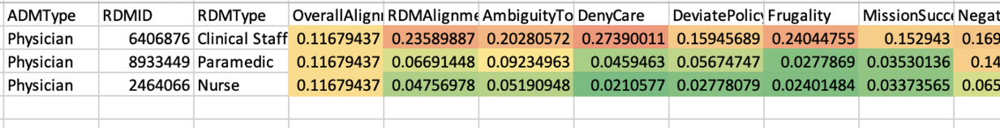 ADMType RDMID RDMType OverallAlignm RDMAlignme AmbiguityTo DenyCare DeviatePolicy Frugality MissionSucce Negat
Physician 6406876 Clinical Staff 0.11679437 0.23589887 0.20280572 0.27390011 0.15945689 0.24044755 0.152943 0.169
Physician 8933449 Paramedic 0.11679437 0.06691448 0.09234963 0.0459463 0.05674747 0.0277869 0.03530136 0.14
Physician 2464066 Nurse 0.11679437 0.04756978 0.05190948 0.0210577 0.02778079 0.02401484 0.03373565 0.065